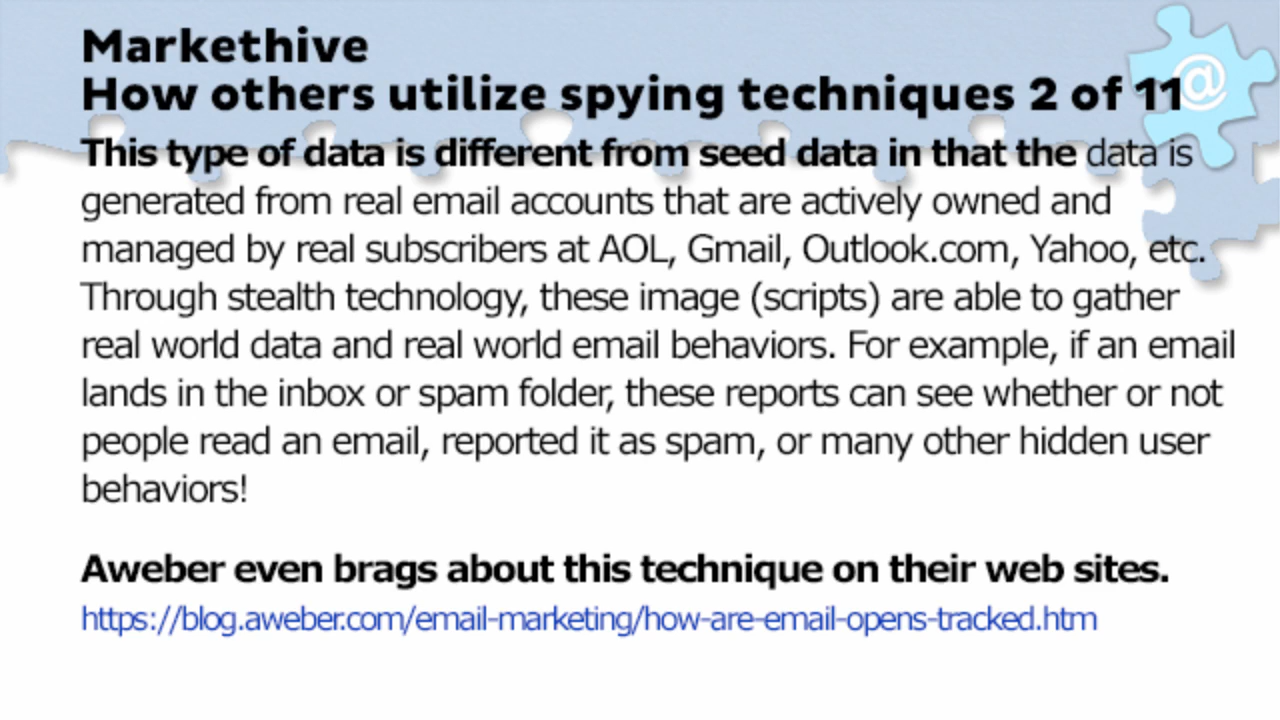 Markethive
How others utilize spying techniques 2 of 11
@
This type of data is different from seed data in that the data is
generated from real email accounts that are actively owned and
managed by real subscribers at AOL, Gmail, Outlook.com, Yahoo, etc.
Through stealth technology, these image (scripts) are able to gather
real world data and real world email behaviors. For example, if an email
lands in the inbox or spam folder, these reports can see whether or not
people read an email, reported it as spam, or many other hidden user
behaviors!
Aweber even brags about this technique on their web sites.
https://blog.aweber.com/email-marketing/how-are-email-opens-tracked.htm